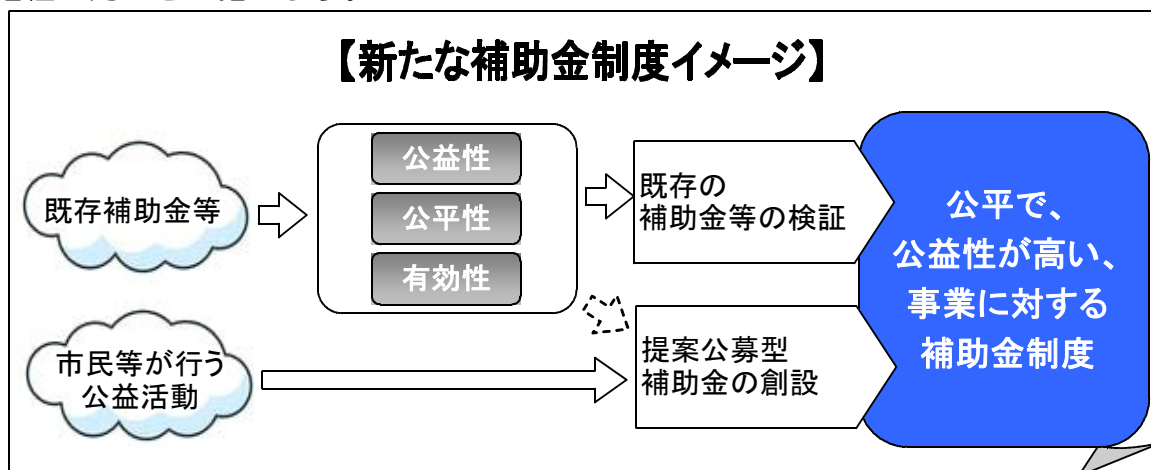 【新たな補助金制度イメージ】
既存補助金等
公益性
公平性
有効性
既存の
補助金等の検証
市民等が行う
公益活動
提案公募型
補助金の創設
公平で、
公益性が高い、
事業に対する
補助金制度